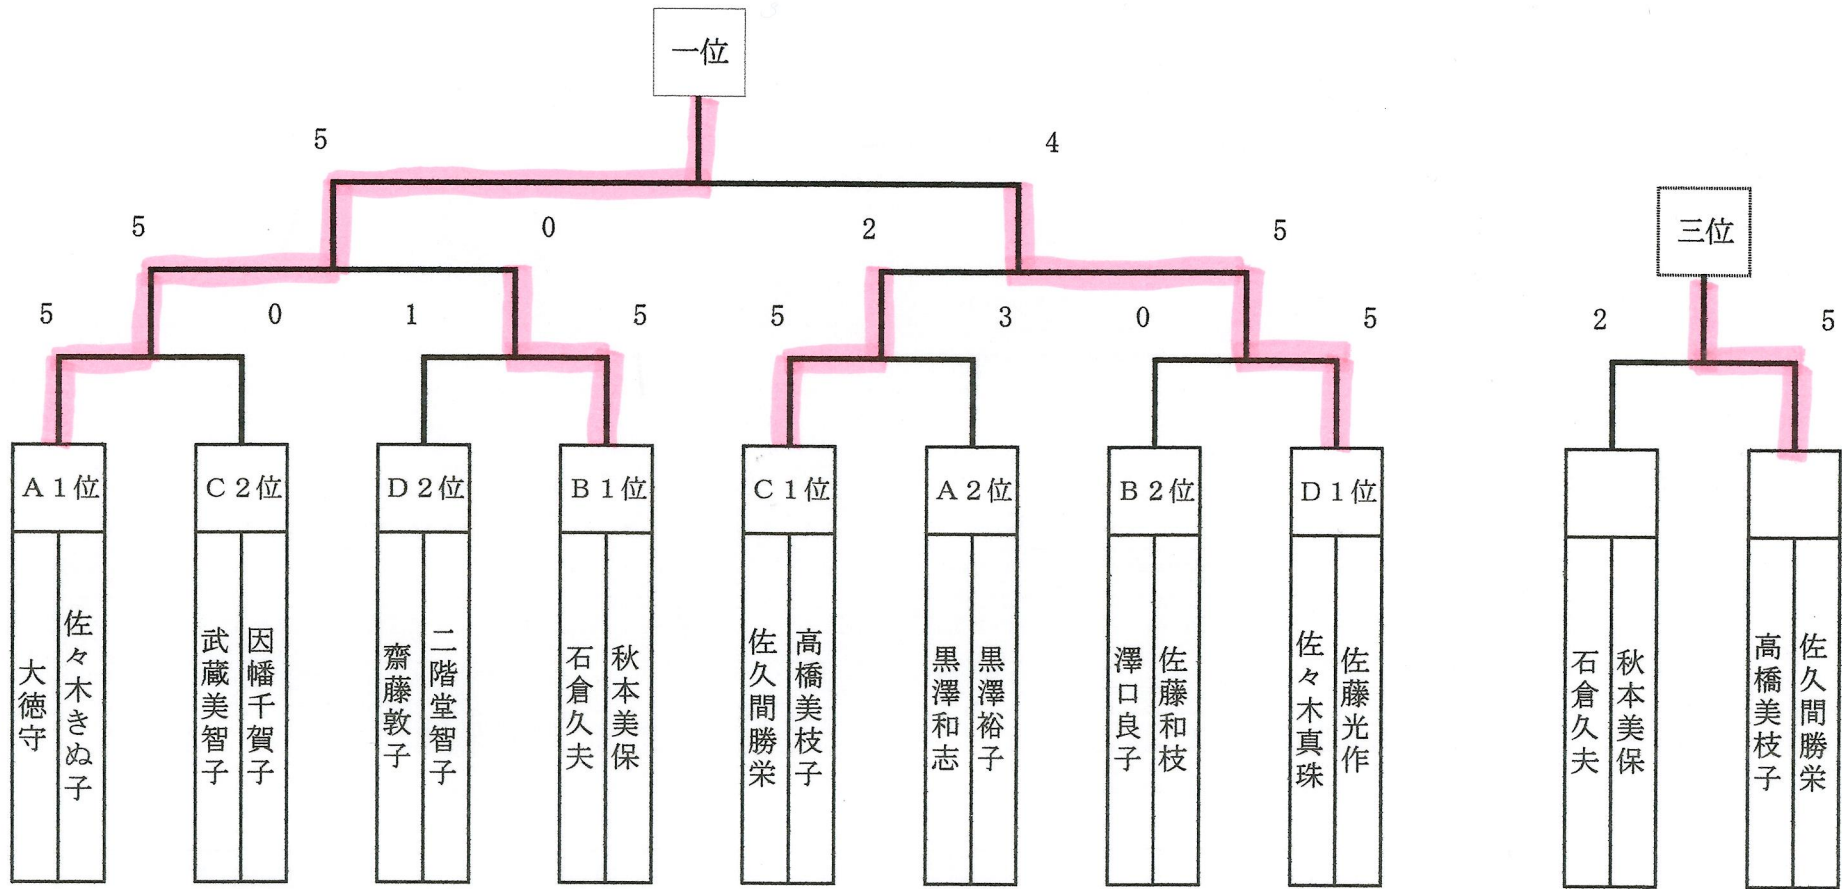 一位
5
4
5
0
2
5
三位
5
0
1
5
5
3
0
5
2
5
A1位
C2位
D2位
B1位
C1位
A2位
B2位
D1位
佐々木きぬ子
大徳守
因幡千賀子
武蔵美智子
二階堂智子
齋藤敦子
秋本美保
石倉久夫
高橋美枝子
佐久間勝栄
黒澤裕子
黒澤和志
佐藤和枝
澤口良子
佐藤光作
佐々木真珠
秋本美保
石倉久夫
佐久間勝栄
高橋美枝子